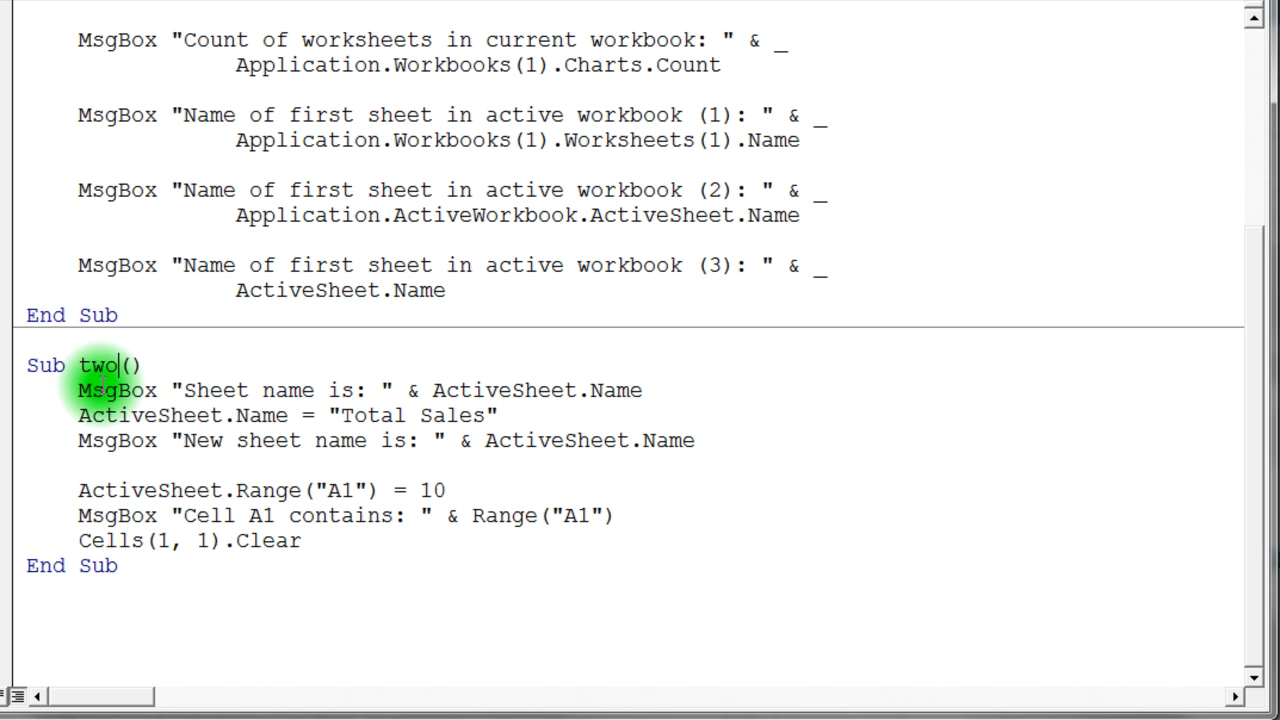 MsgBox "Count of worksheets in current workbook: " & _
Application.Workbooks(1).Charts.Count
MsgBox "Name of first sheet in active workbook (1): " & _
Application.Workbooks(1).Worksheets(1).Name
MsgBox "Name of first sheet in active workbook (2): " & _
Application.ActiveWorkbook.ActiveSheet.Name
MsgBox "Name of first sheet in active workbook (3): " & _
ActiveSheet.Name
End Sub
Sub two()
MsgBox "Sheet name is: " & ActiveSheet.Name
ActiveSheet.Name = "Total Sales"
MsgBox "New sheet name is: " & ActiveSheet.Name
ActiveSheet.Range("A1") = 10
MsgBox "Cell A1 contains: " & Range("A1")
Cells(1, 1).Clear
End Sub